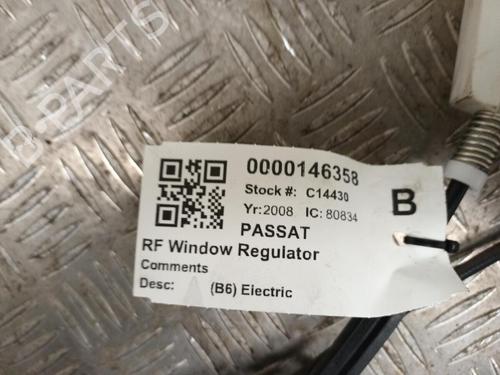 0000146358
Stock #: C14430
Yr:2008 IC: 80834
B
PASSAT
RF Window Regulator
Comments
Desc: (B6) Electric
B-PARTS